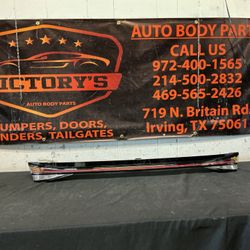 AUTO BODY PARTS
CALL US
972-400-1565
214-500-2832
469-565-2426
719 N. Britain Rd
Irving, TX 75061
ICTORY'S
AUTO BODY PARTS
UMPERS, DOORS,
NDERS, TAILGATES